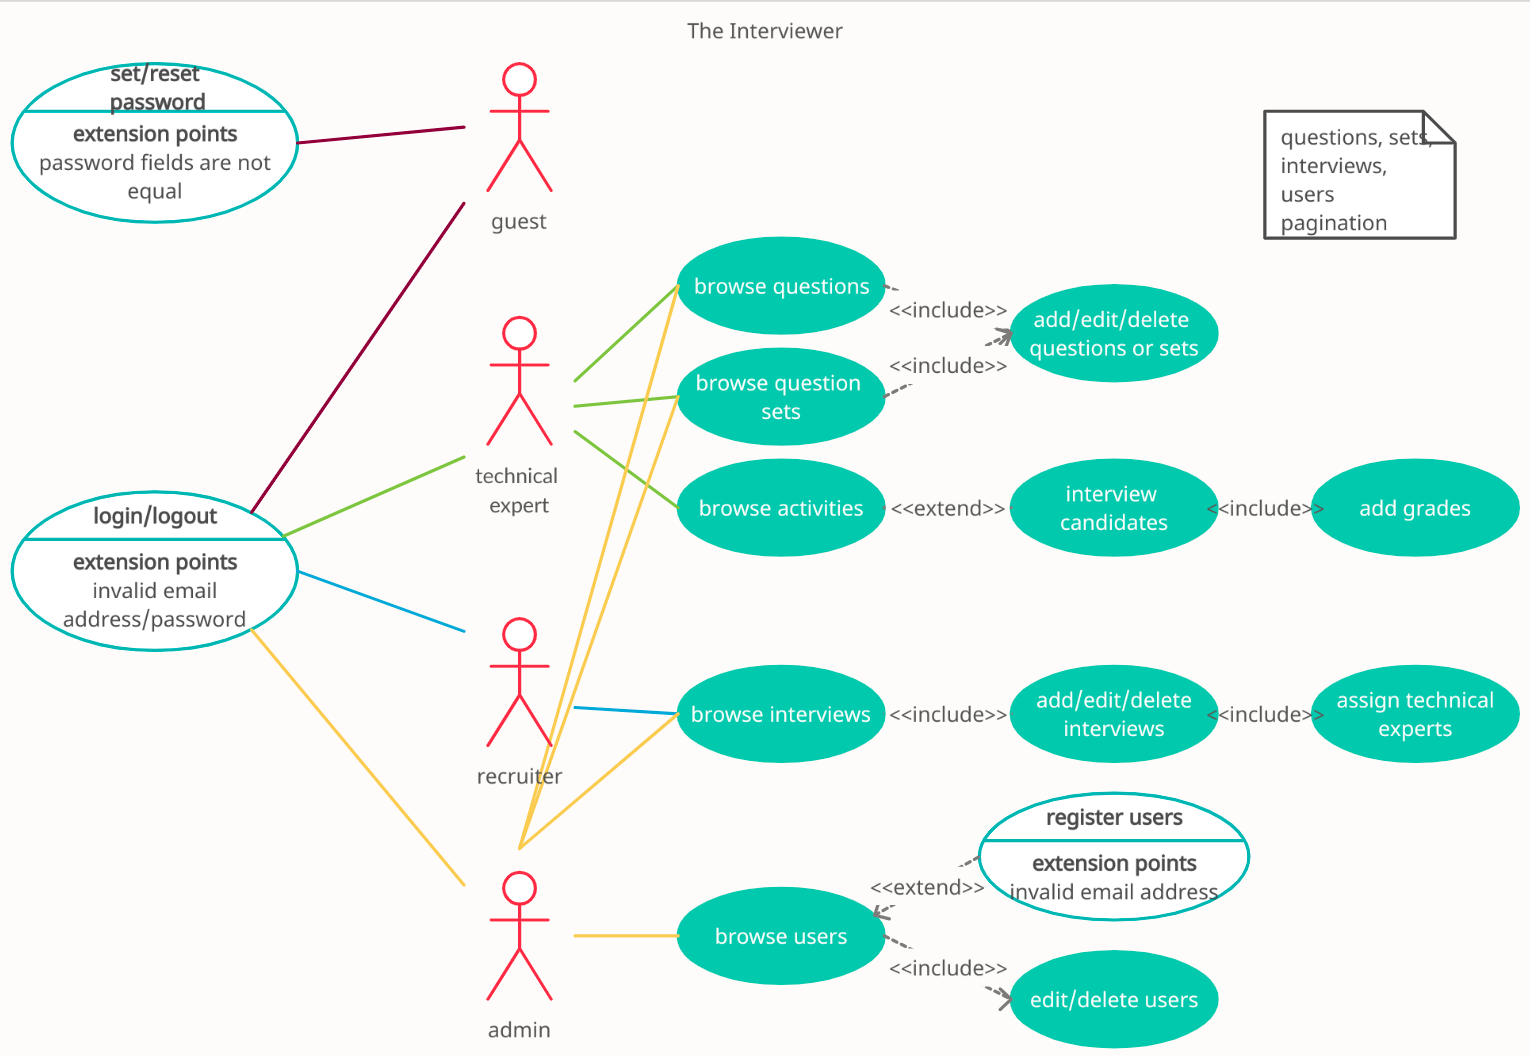 The Interviewer
set/reset
password
extension points
password fields are not
equal
guest
questions, sets,
interviews,
users
pagination
browse questions
<<include>>
add/edit/delete
questions or sets
technical
expert
browse question
sets
<<include>>
browse activities
<<extend>>
interview
candidates
<<include>>
add grades
login/logout
extension points
invalid email
address/password
recruiter
browse interviews
<<include>>
add/edit/delete
interviews
<<include>>
assign technical
experts
register users
extension points
invalid email address
<<extend>>
admin
browse users
<<include>>
edit/delete users